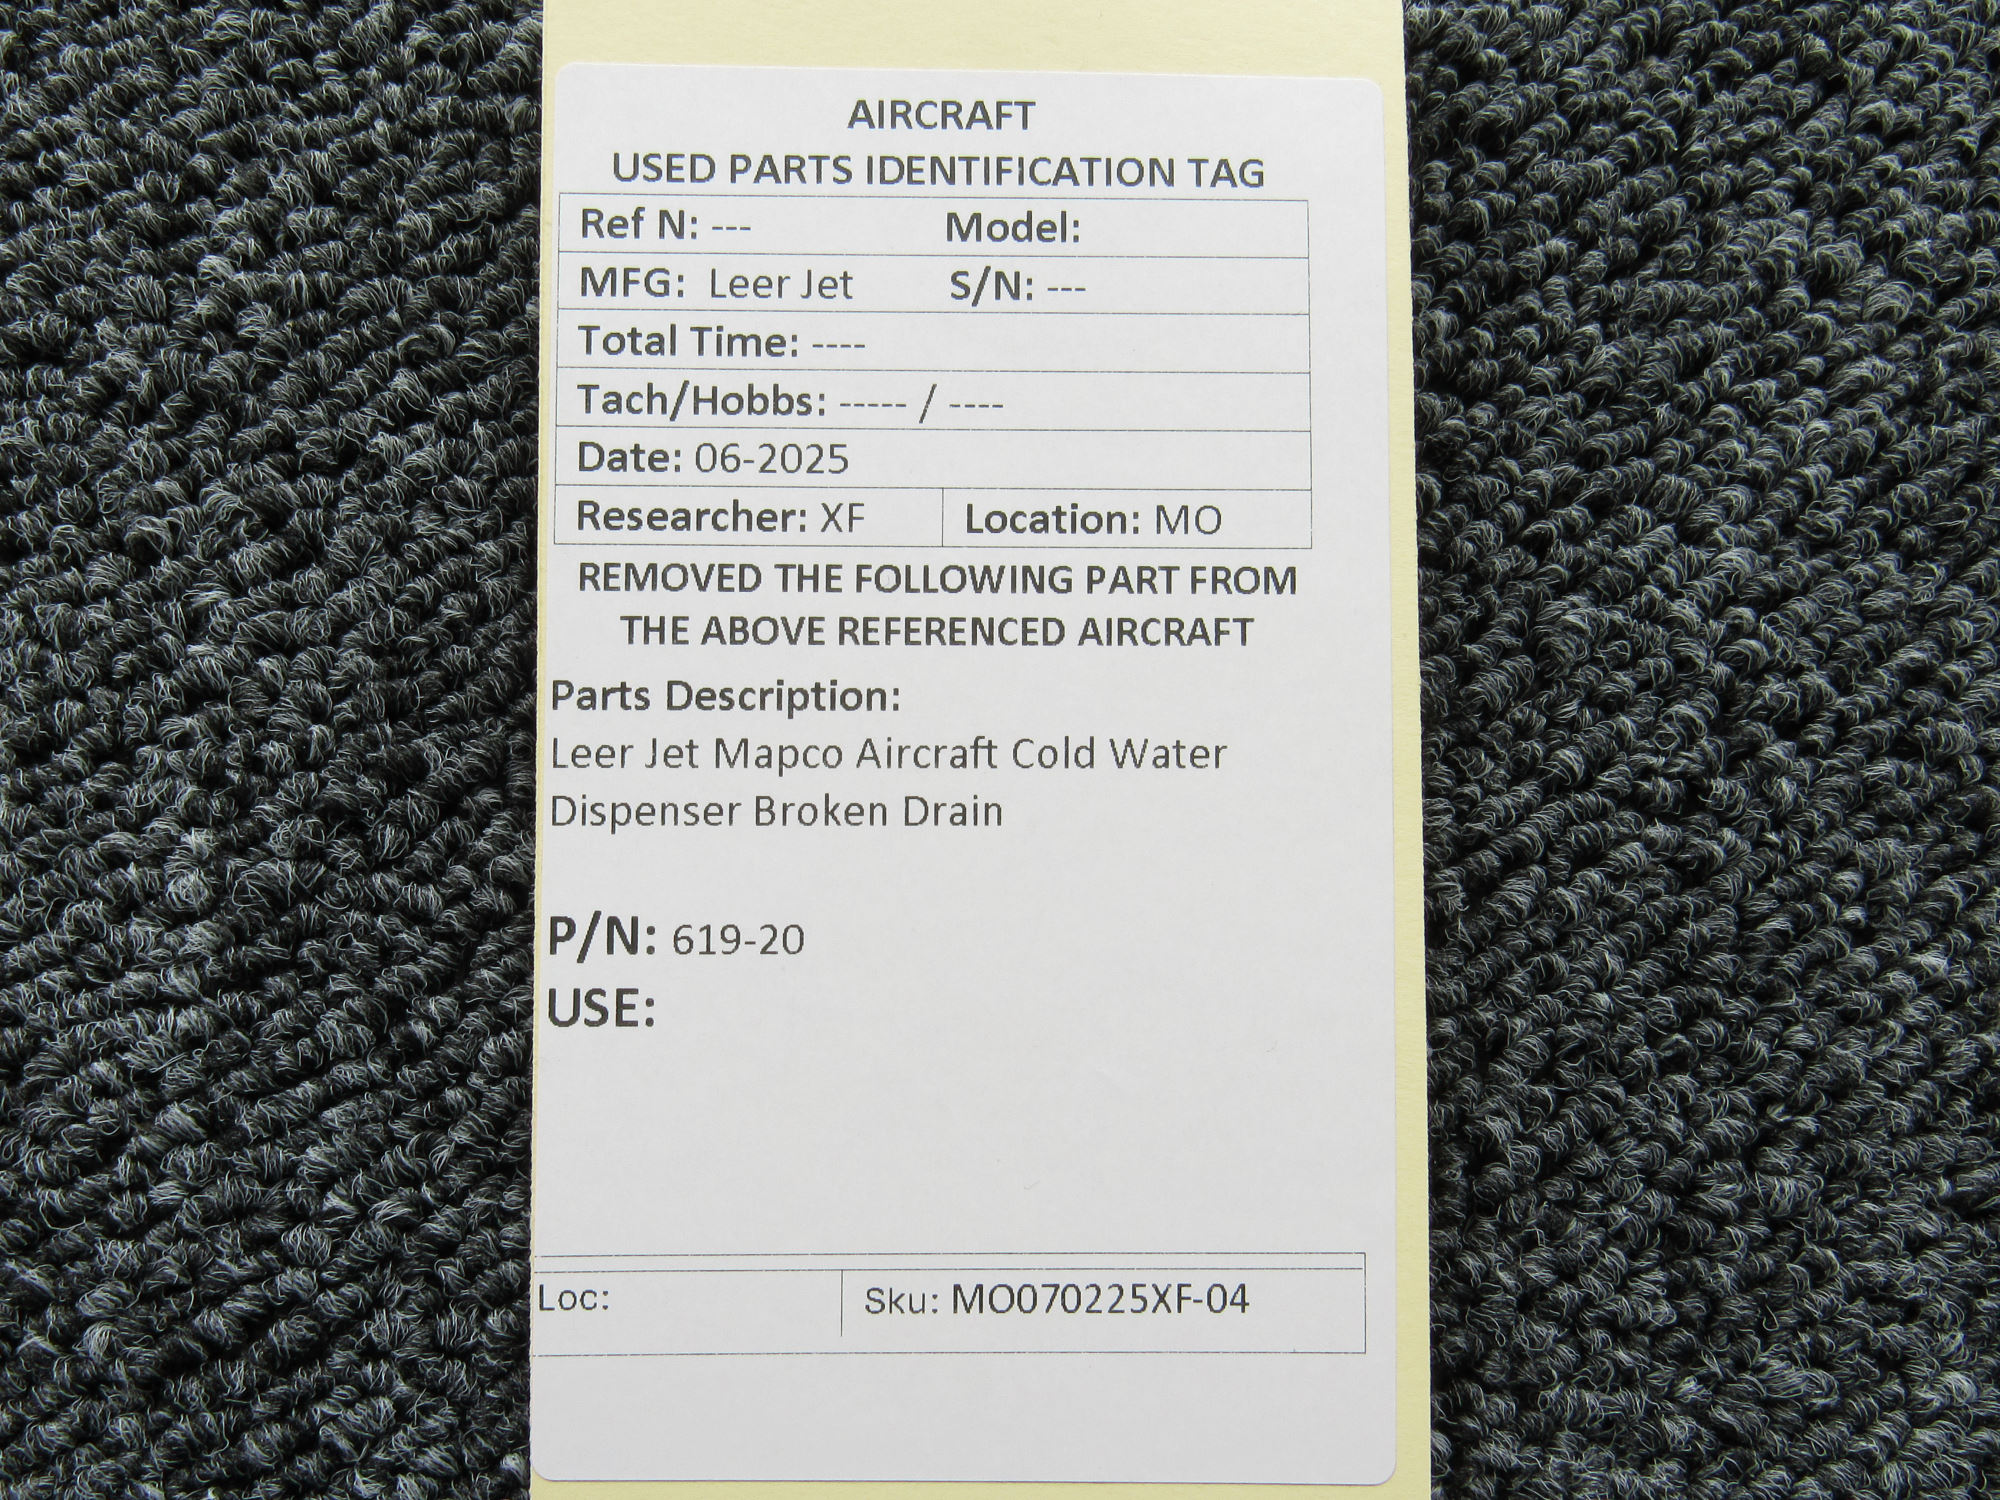 AIRCRAFT
USED PARTS IDENTIFICATION TAG
Ref N: --- Model:
MFG: Leer Jet S/N: ---
Total Time: ----
Tach/Hobbs: ----- / ----
Date: 06-2025
Researcher: XF Location: MO
REMOVED THE FOLLOWING PART FROM
THE ABOVE REFERENCED AIRCRAFT
Parts Description:
Leer Jet Mapco Aircraft Cold Water
Dispenser Broken Drain
P/N: 619-20
USE:
Loc: Sku: MO070225XF-04